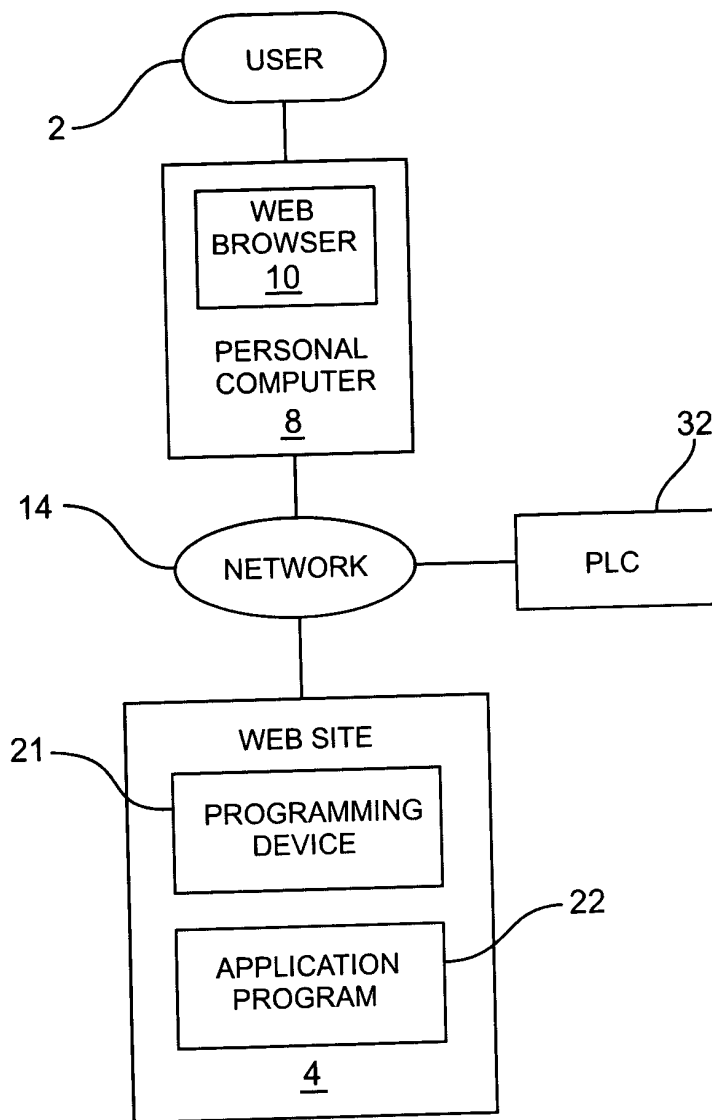 USER
2
WEB
BROWSER
10
PERSONAL
COMPUTER
8
32
14
NETWORK
PLC
WEB SITE
21
PROGRAMMING
DEVICE
22
APPLICATION
PROGRAM
4